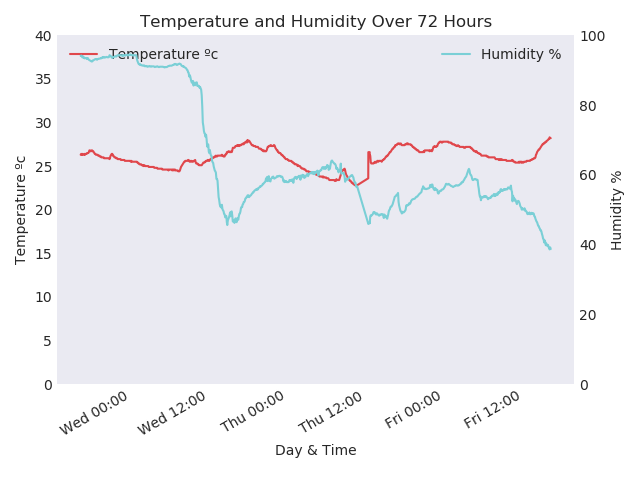 Temperature and Humidity Over 72 Hours
Temperature ºc
Humidity %
40
35
30
25
20
15
10
5
0
100
80
60
40
20
0
Temperature ºc
Humidity %
Wed 00:00
Wed 12:00
Thu 00:00
Thu 12:00
Fri 00:00
Fri 12:00
Day & Time